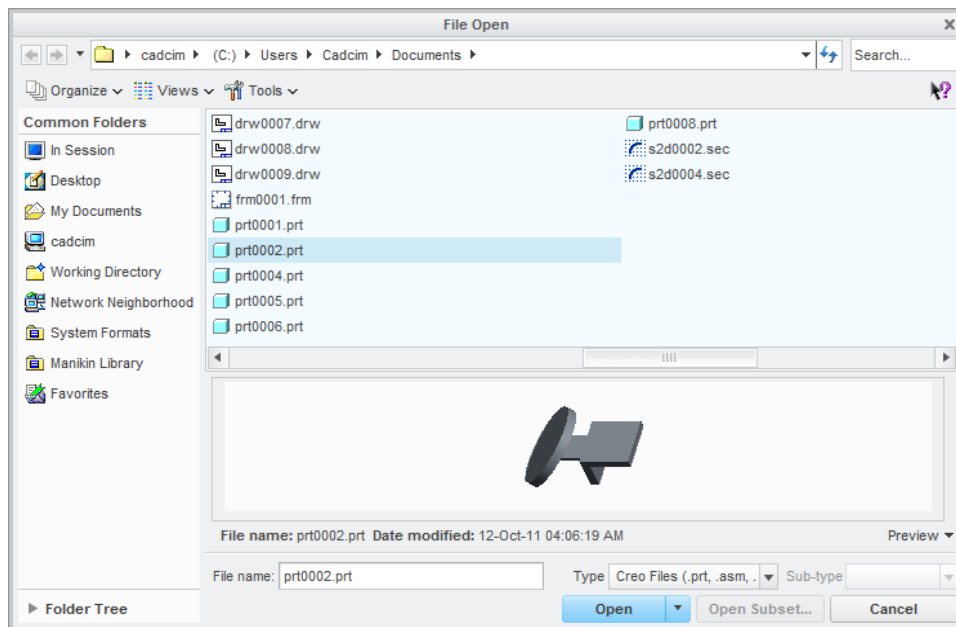 File Open
cadcim (C:) Users Cadcim Documents
Search...
Organize Views Tools
Common Folders
In Session
Desktop
My Documents
cadcim
Working Directory
Network Neighborhood
System Formats
Manikin Library
Favorites
Folder Tree
drw0007.drw
drw0008.drw
drw0009.drw
frm0001.frm
prt0001.prt
prt0002.prt
prt0004.prt
prt0005.prt
prt0006.prt
prt0008.prt
s2d0002.sec
s2d0004.sec
File name: prt0002.prt Date modified: 12-Oct-11 04:06:19 AM
Preview
File name: prt0002.prt
Type Creo Files (.prt, .asm, . Sub-type
Open Open Subset... Cancel